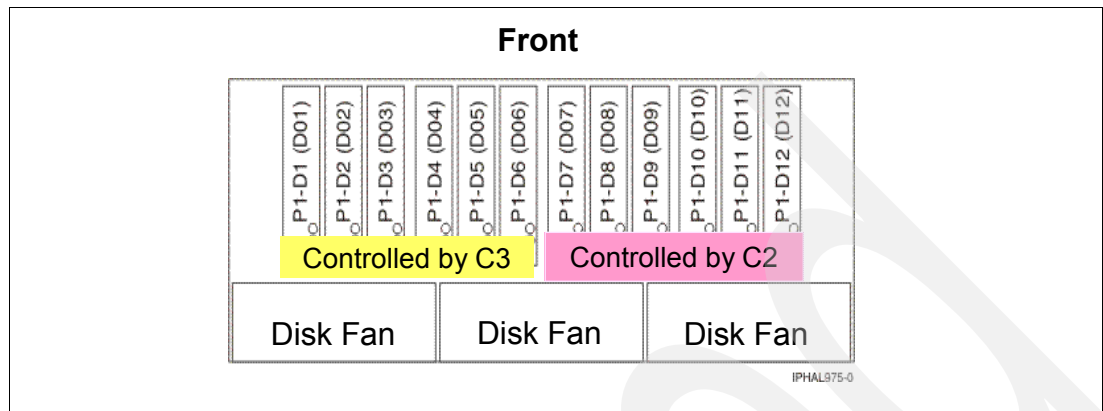 Front
P1-D1 (D01)
P1-D2 (D02)
P1-D3 (D03)
P1-D4 (D04)
P1-D5 (D05)
P1-D6 (D06)
P1-D7 (D07)
P1-D8 (D08)
P1-D9 (D09)
P1-D10 (D10)
P1-D11 (D11)
P1-D12 (D12)
Controlled by C3
Controlled by C2
Disk Fan
Disk Fan
Disk Fan
IPHAL975-0